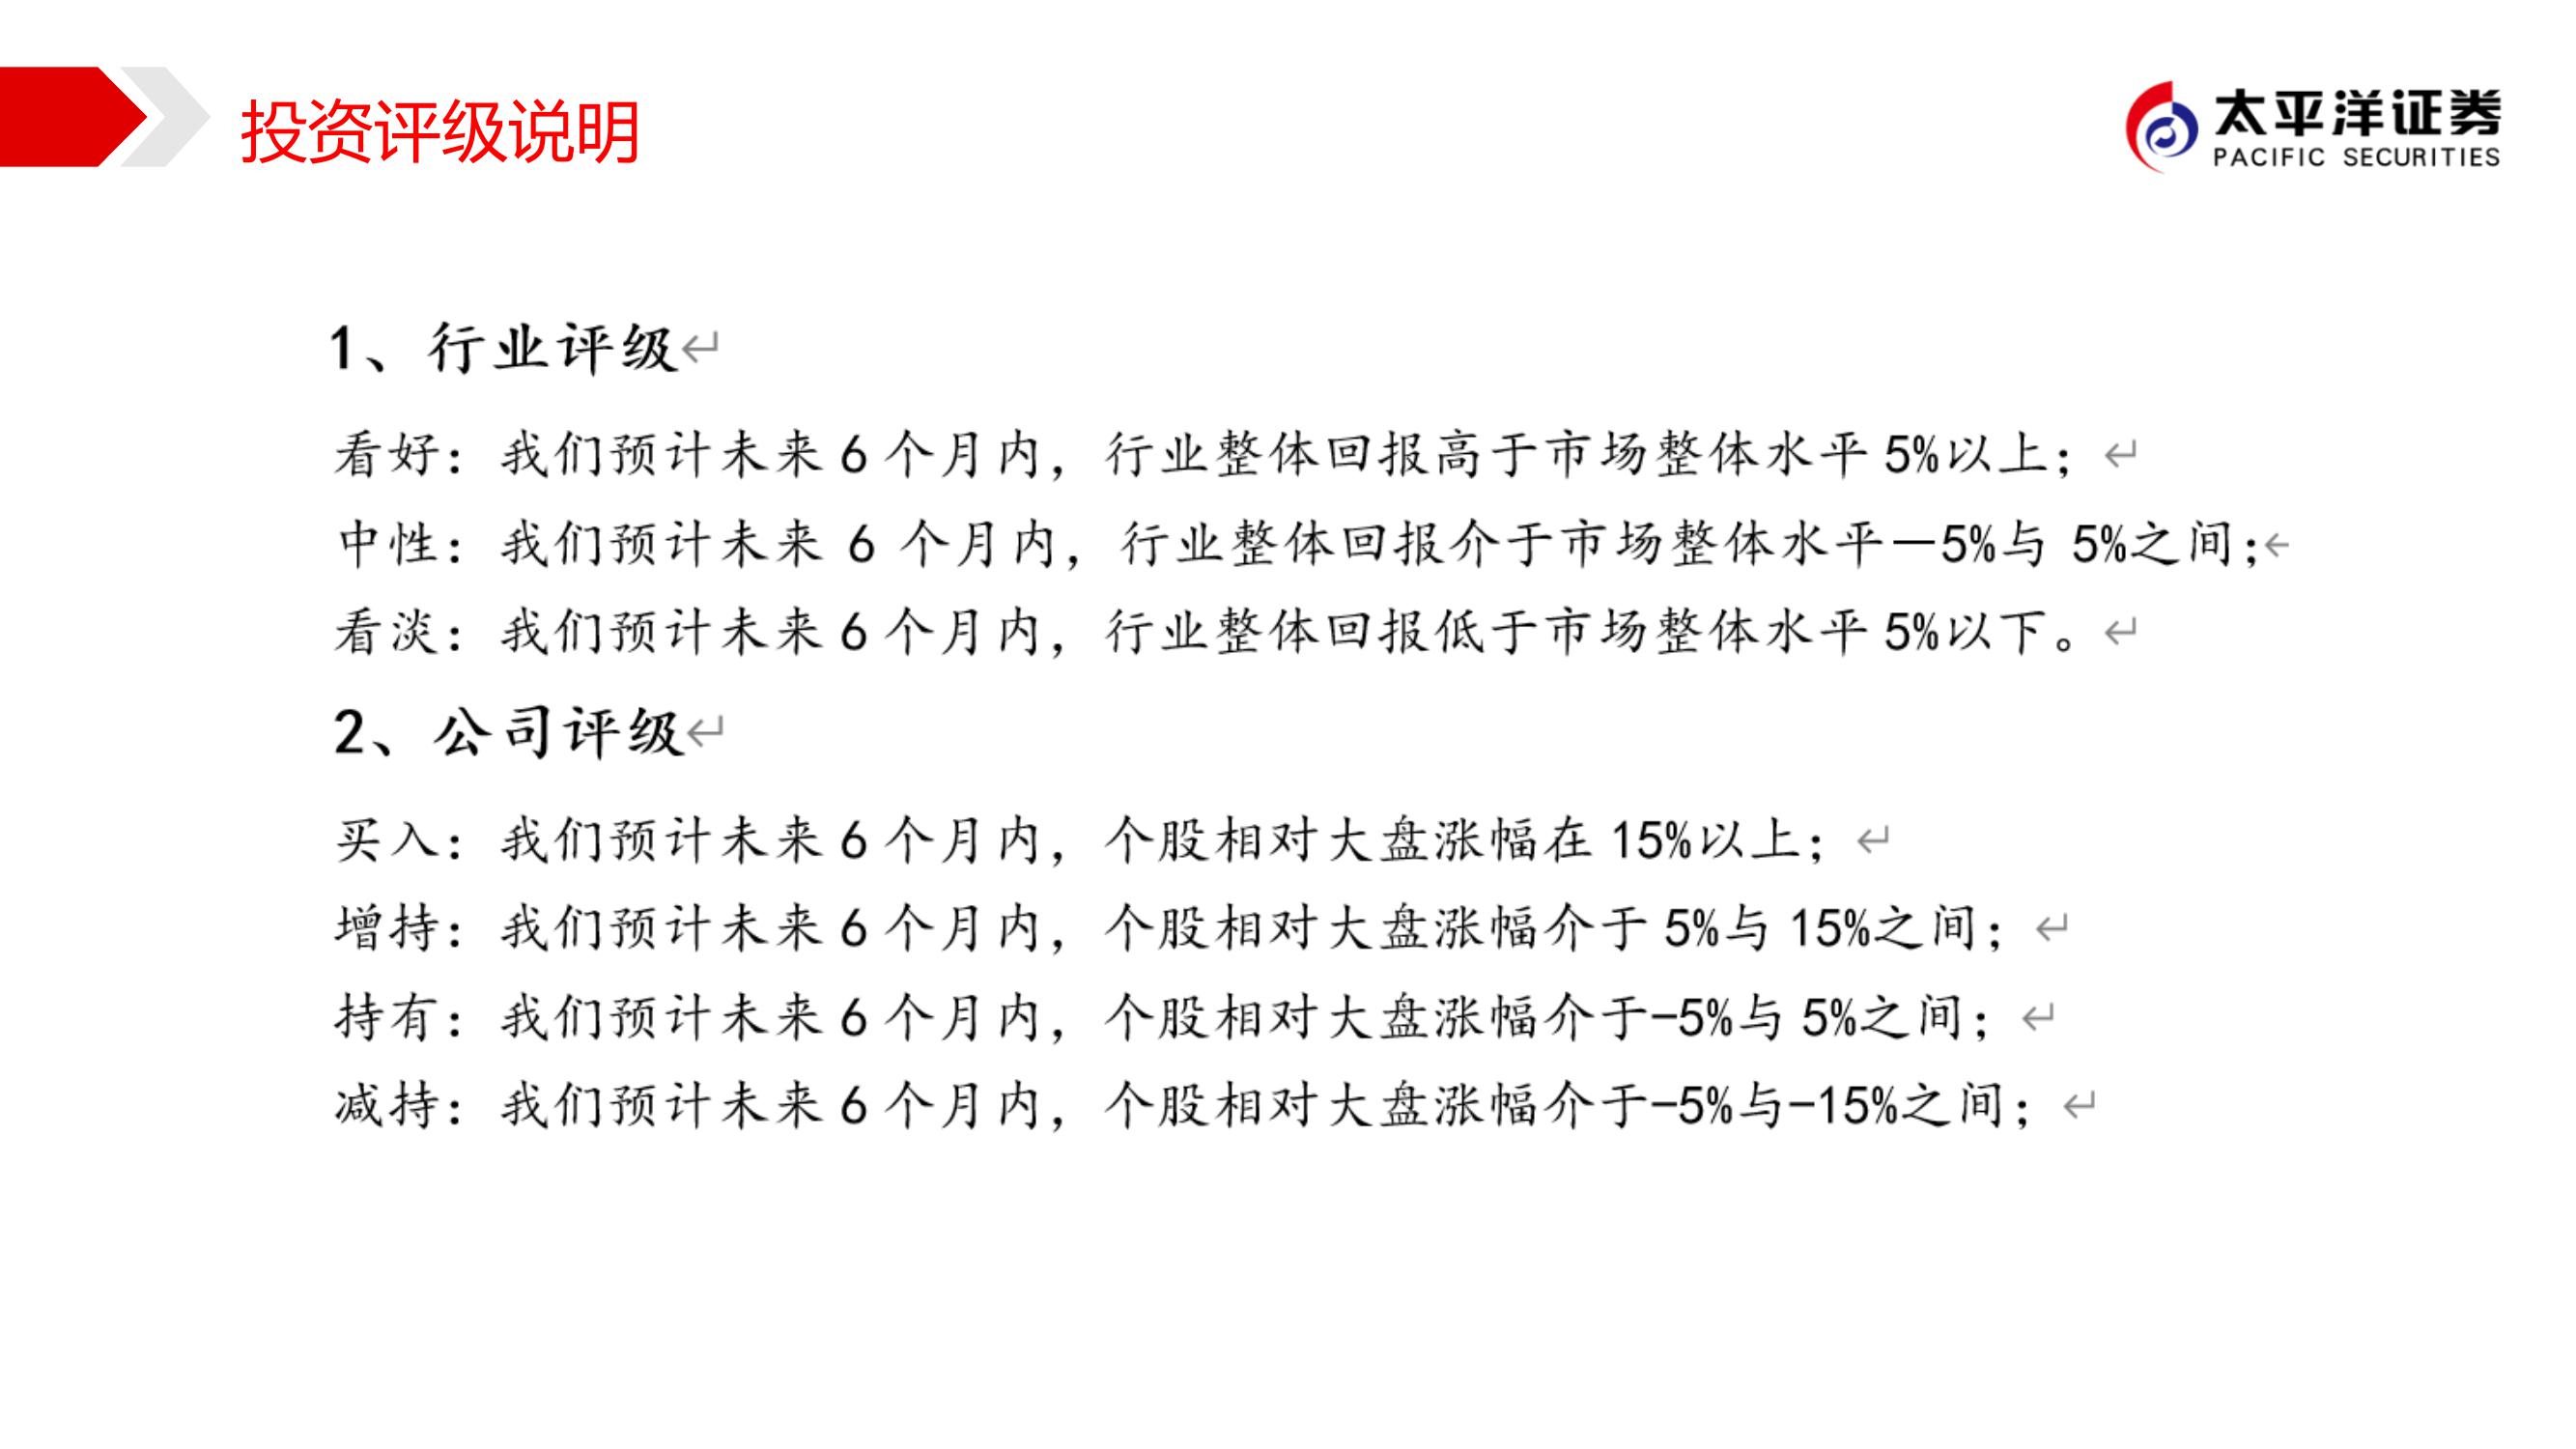 投资评级说明
太平洋证券
PACIFIC SECURITIES
1、行业评级↵
看好：我们预计未来 6 个月内，行业整体回报高于市场整体水平 5%以上；↵
中性：我们预计未来 6 个月内，行业整体回报介于市场整体水平－5%与 5%之间;←
看淡：我们预计未来 6 个月内，行业整体回报低于市场整体水平 5%以下。↵
2、公司评级↵
买入：我们预计未来 6 个月内，个股相对大盘涨幅在 15%以上；↵
增持：我们预计未来 6 个月内，个股相对大盘涨幅介于 5%与 15%之间；↵
持有：我们预计未来 6 个月内，个股相对大盘涨幅介于-5%与 5%之间；↵
减持：我们预计未来 6 个月内，个股相对大盘涨幅介于-5%与-15%之间；↵